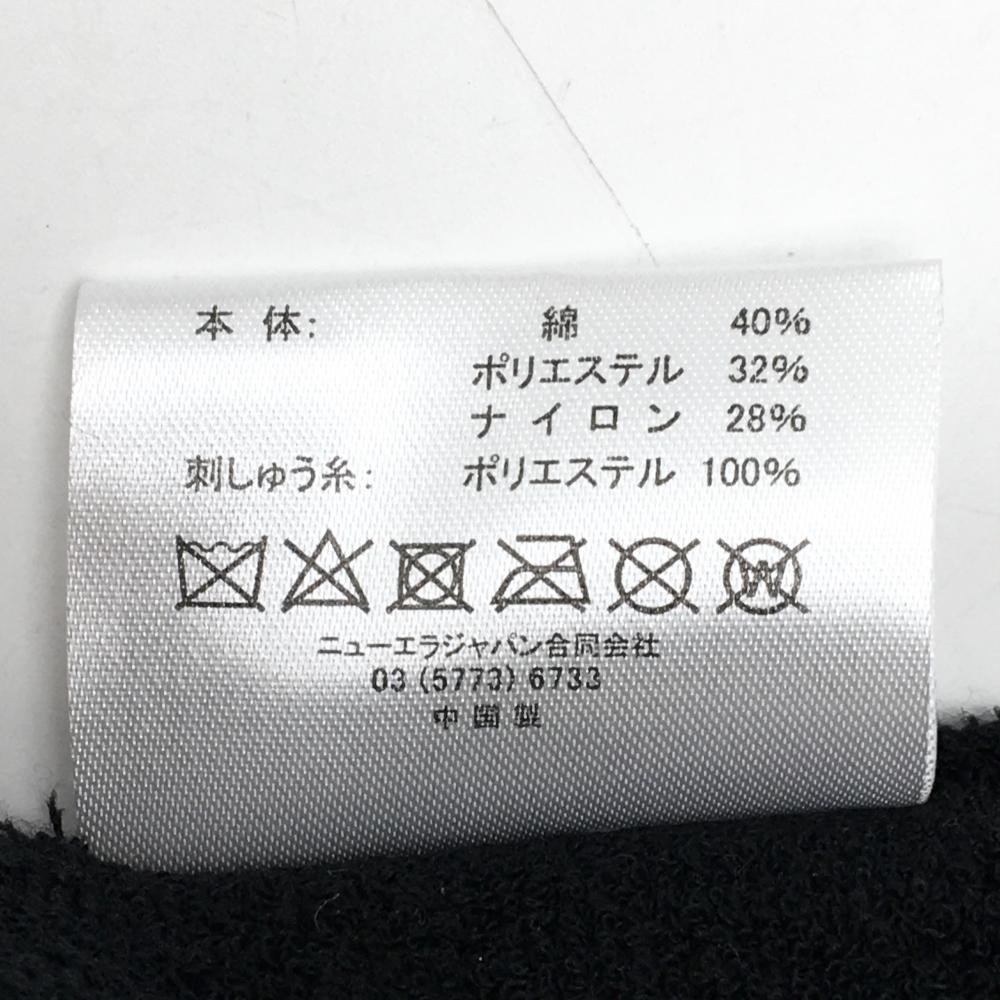 本体: 綿 40%
ポリエステル 32%
ナイロン 28%
刺しゅう糸: ポリエステル 100%
W
ニューエラジャパン合同会社
03 (5773) 6733
中国製